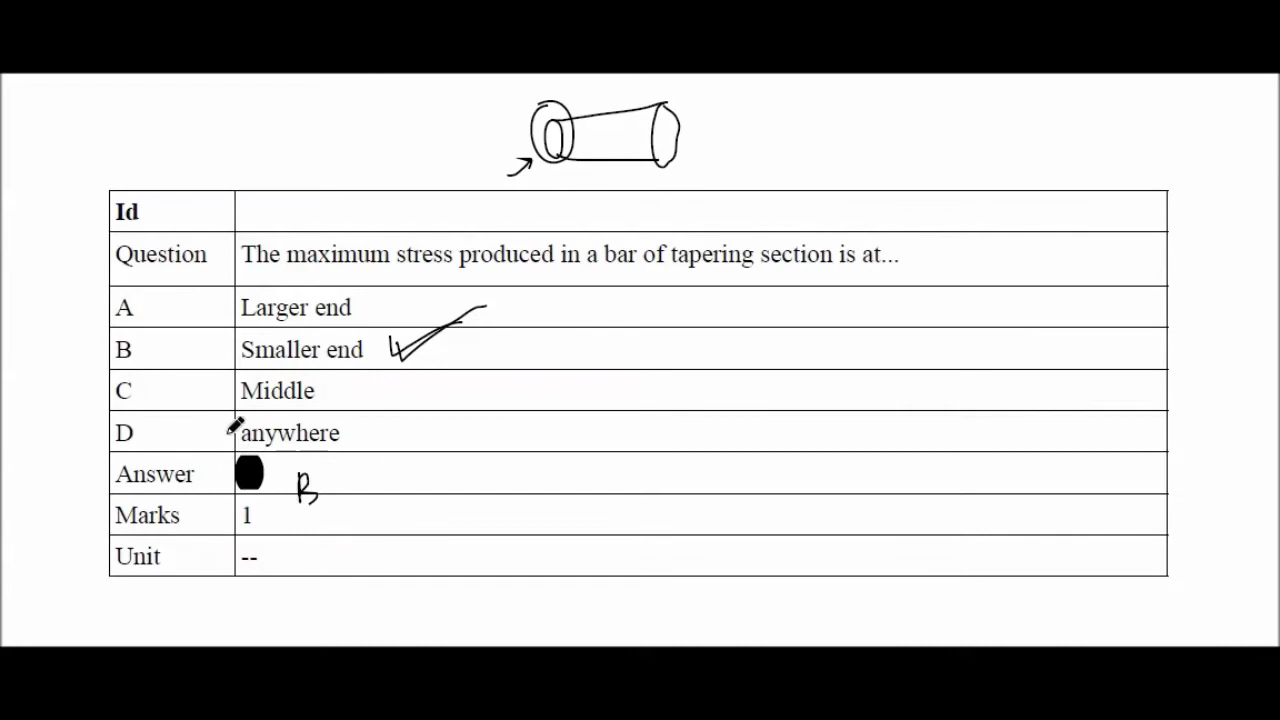 Id
Question The maximum stress produced in a bar of tapering section is at...
A Larger end
B Smaller end
C Middle
D anywhere
Answer B
Marks 1
Unit --